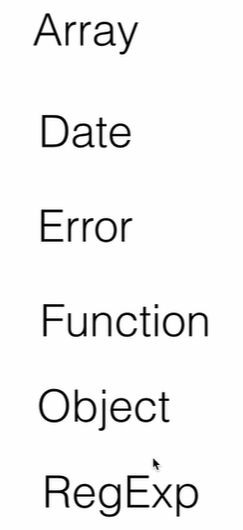 Array
Date
Error
Function
Object
RegExp